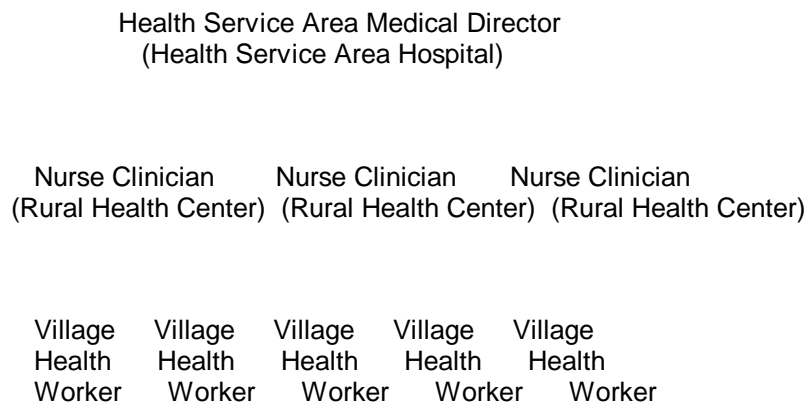 Health Service Area Medical Director
(Health Service Area Hospital)
Nurse Clinician Nurse Clinician Nurse Clinician
(Rural Health Center) (Rural Health Center) (Rural Health Center)
Village Village Village Village Village
Health Health Health Health Health
Worker Worker Worker Worker Worker